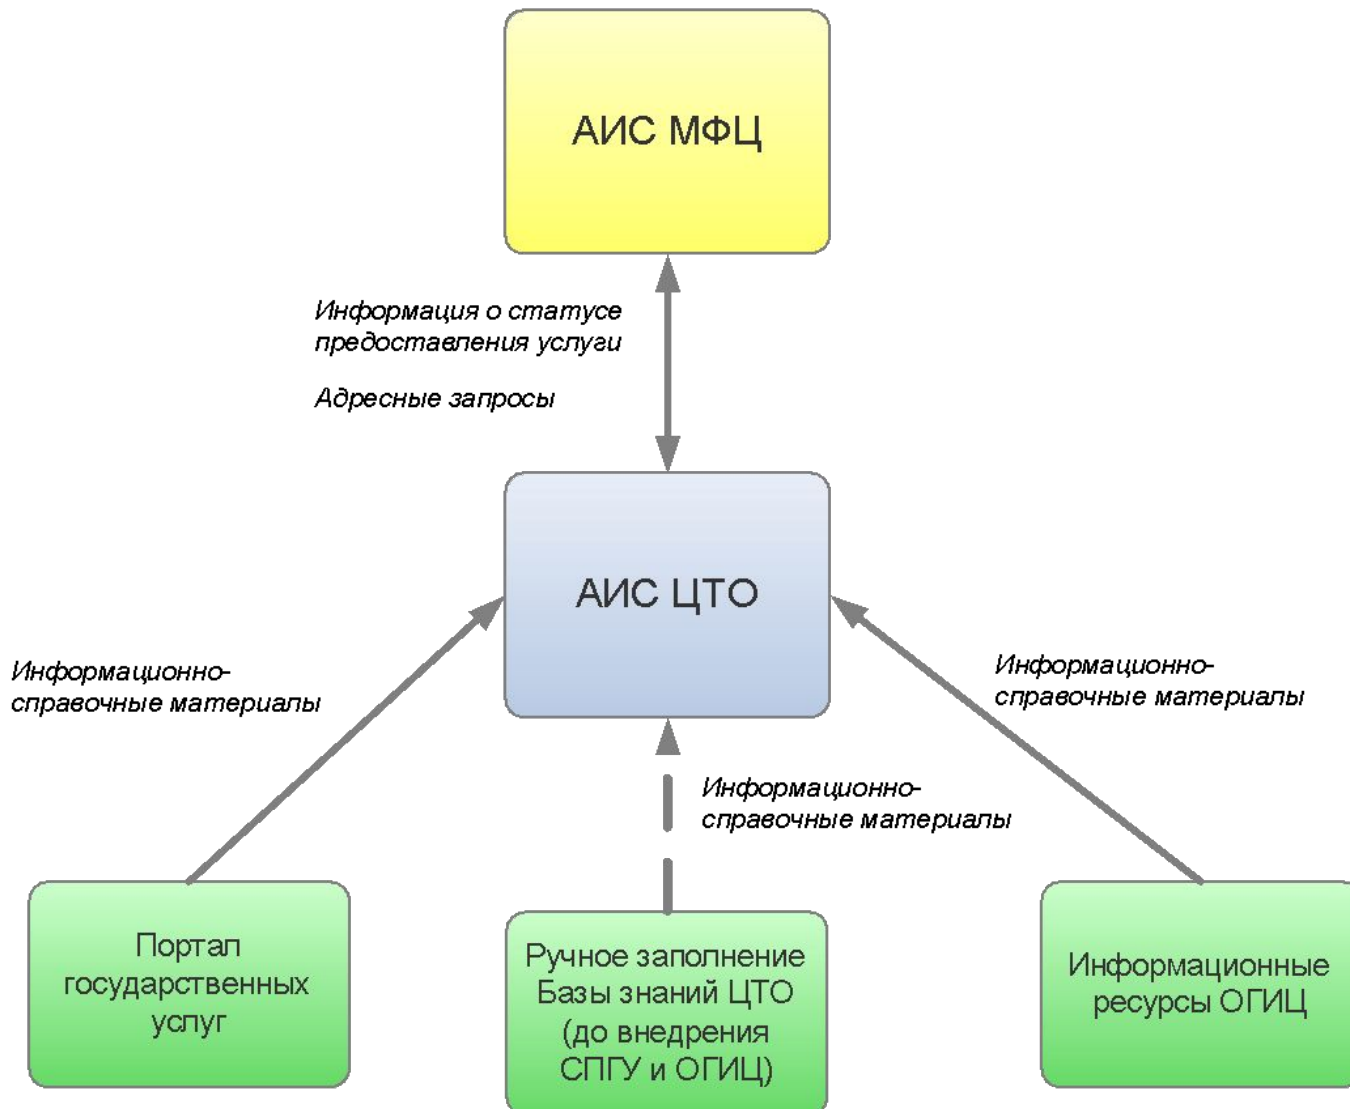 АИС МФЦ
Информация о статусе
предоставления услуги
Адресные запросы
АИС ЦТО
Информационно-
справочные материалы
Информационно-
справочные материалы
Информационно-
справочные материалы
Портал
государственных
услуг
Ручное заполнение
Базы знаний ЦТО
(до внедрения
СПГУ и ОГИЦ)
Информационные
ресурсы ОГИЦ